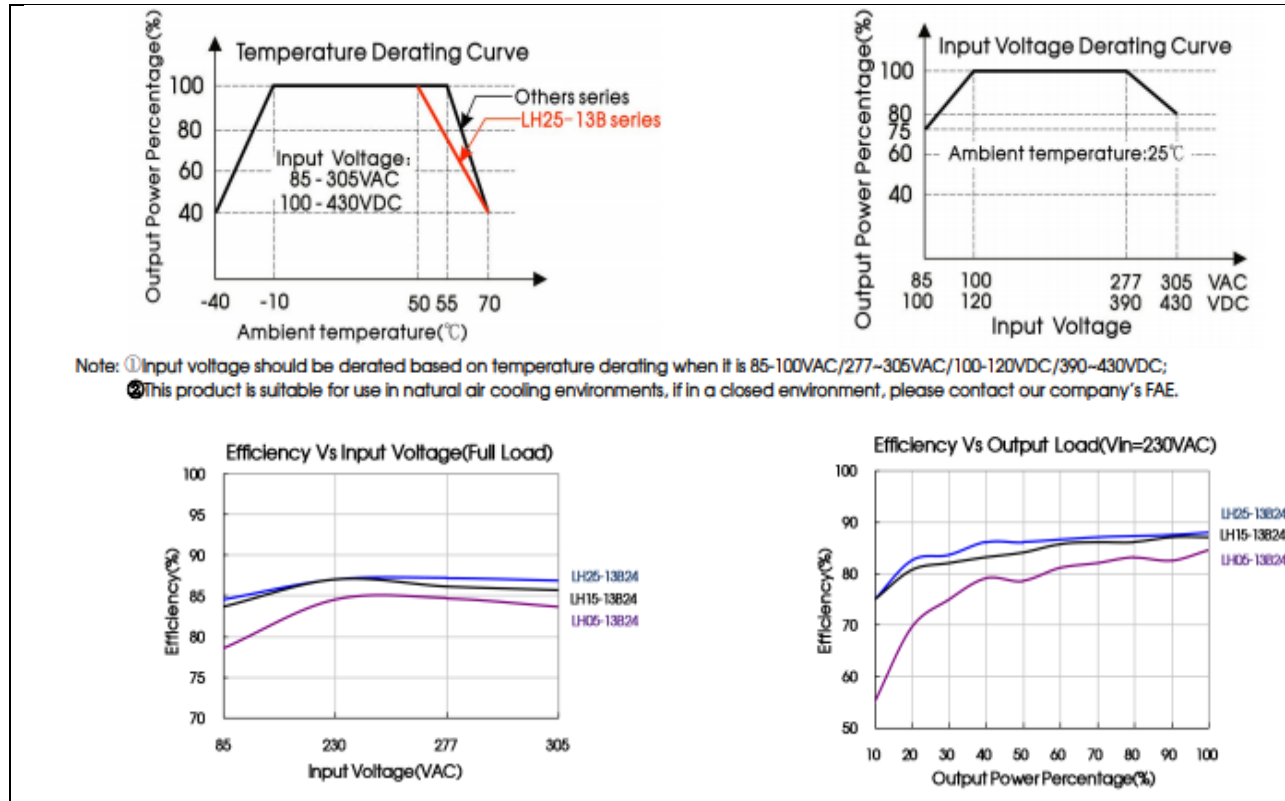 Output Power Percentage(%)
Temperature Derating Curve
100
80
60
40
Others series
LH25-13B series
Input Voltage:
85 - 305VAC
100 - 430VDC
-40 -10 50 55 70
Ambient temperature(℃)
Output Power Percentage(%)
Input Voltage Derating Curve
100
80
75
60
40
Ambient temperature:25℃
85 100 277 305 VAC
100 120 390 430 VDC
Input Voltage
Note: ①Input voltage should be derated based on temperature derating when it is 85-100VAC/277~305VAC/100-120VDC/390~430VDC;
②This product is suitable for use in natural air cooling environments, if in a closed environment, please contact our company's FAE.
Efficiency Vs Input Voltage(Full Load)
Efficiency(%)
100
95
90
85
80
75
70
LH25-13B24
LH15-13B24
LH05-13B24
85 230 277 305
Input Voltage(VAC)
Efficiency Vs Output Load(Vin=230VAC)
Efficiency(%)
100
90
80
70
60
50
LH25-13B24
LH15-13B24
LH05-13B24
10 20 30 40 50 60 70 80 90 100
Output Power Percentage(%)